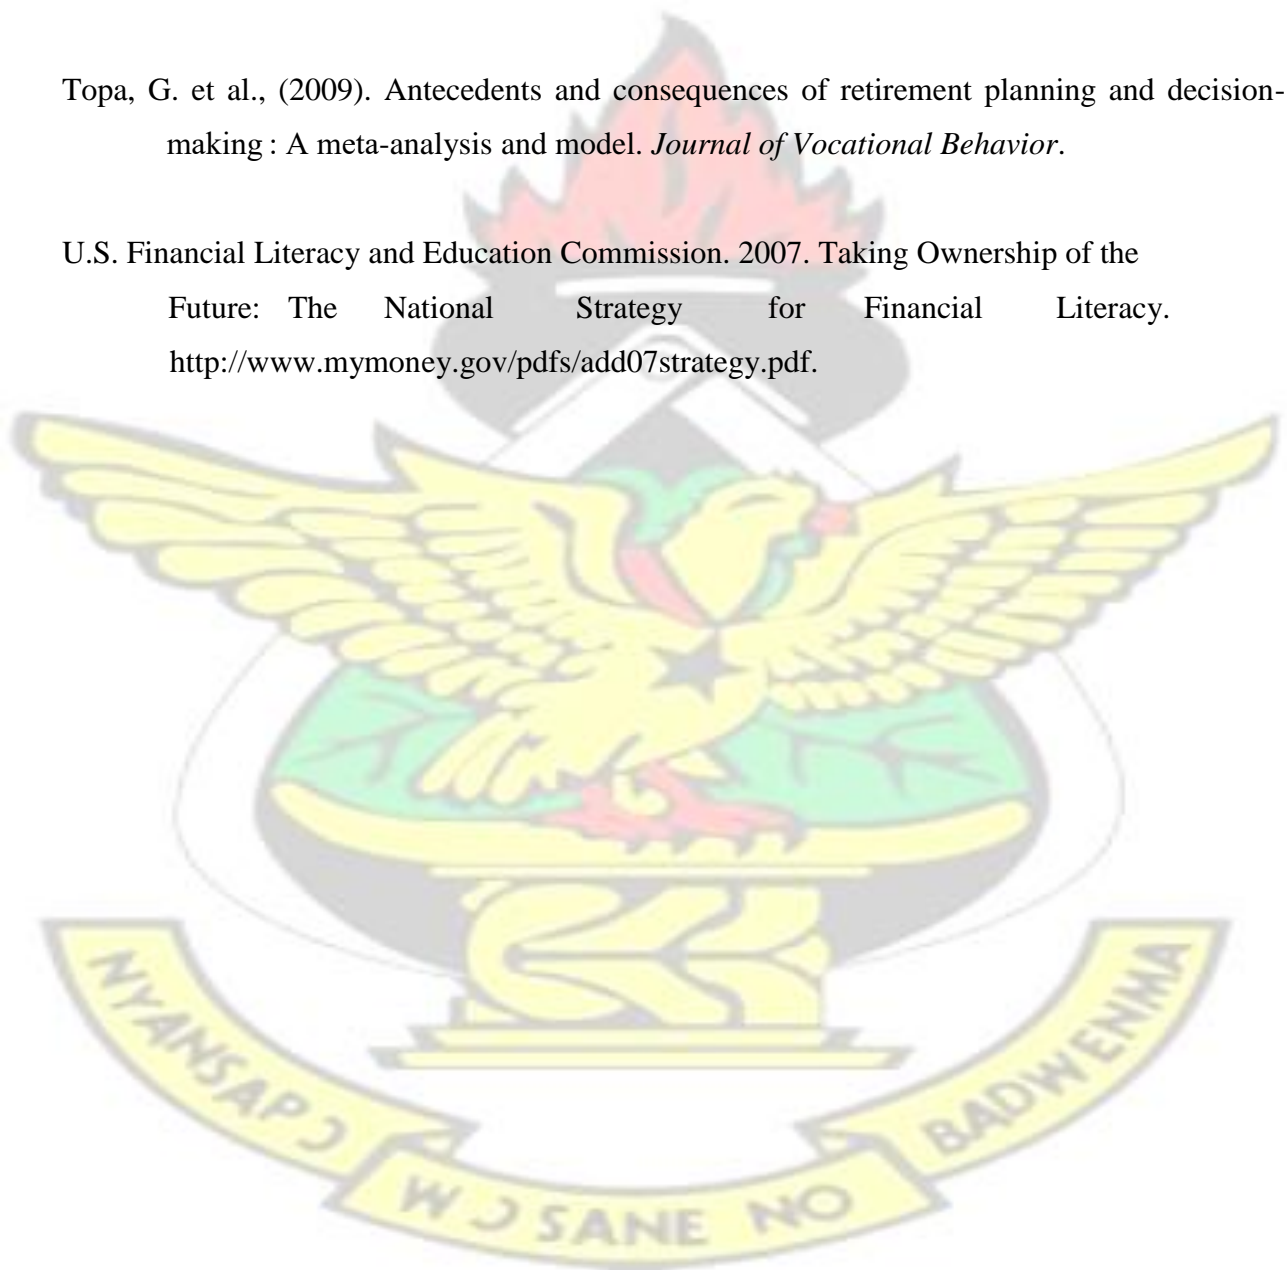 Topa, G. et al., (2009). Antecedents and consequences of retirement planning and decision-
making : A meta-analysis and model. Journal of Vocational Behavior.
U.S. Financial Literacy and Education Commission. 2007. Taking Ownership of the
Future: The National Strategy for Financial Literacy.
http://www.mymoney.gov/pdfs/add07strategy.pdf.
NYANSAPƆ
WƆSANE NO
BADWENMA